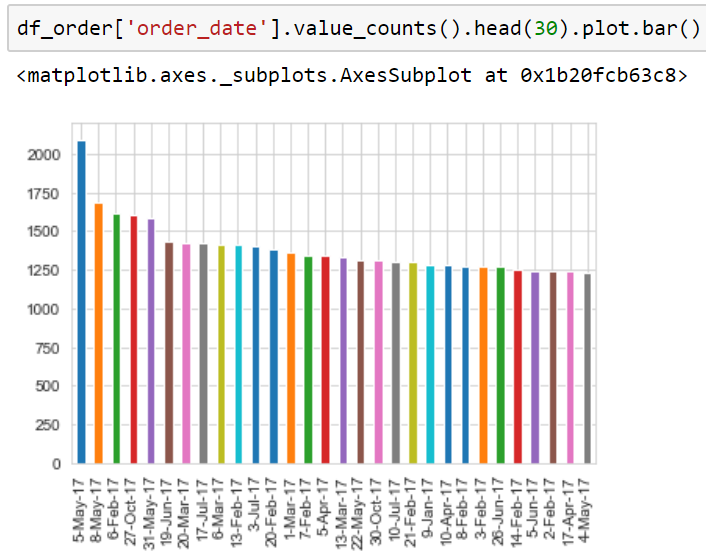 df_order['order_date'].value_counts().head(30).plot.bar()
<matplotlib.axes._subplots.AxesSubplot at 0x1b20fcb63c8>
2000
1750
1500
1250
1000
750
500
250
0
5-May-17
8-May-17
6-Feb-17
27-Oct-17
31-May-17
19-Jun-17
20-Mar-17
17-Jul-17
6-Mar-17
13-Feb-17
3-Jul-17
20-Feb-17
1-Mar-17
7-Feb-17
5-Apr-17
13-Mar-17
22-May-17
30-Oct-17
10-Jul-17
21-Feb-17
9-Jan-17
10-Apr-17
8-Feb-17
3-Feb-17
26-Jun-17
14-Feb-17
5-Jun-17
2-Feb-17
17-Apr-17
4-May-17